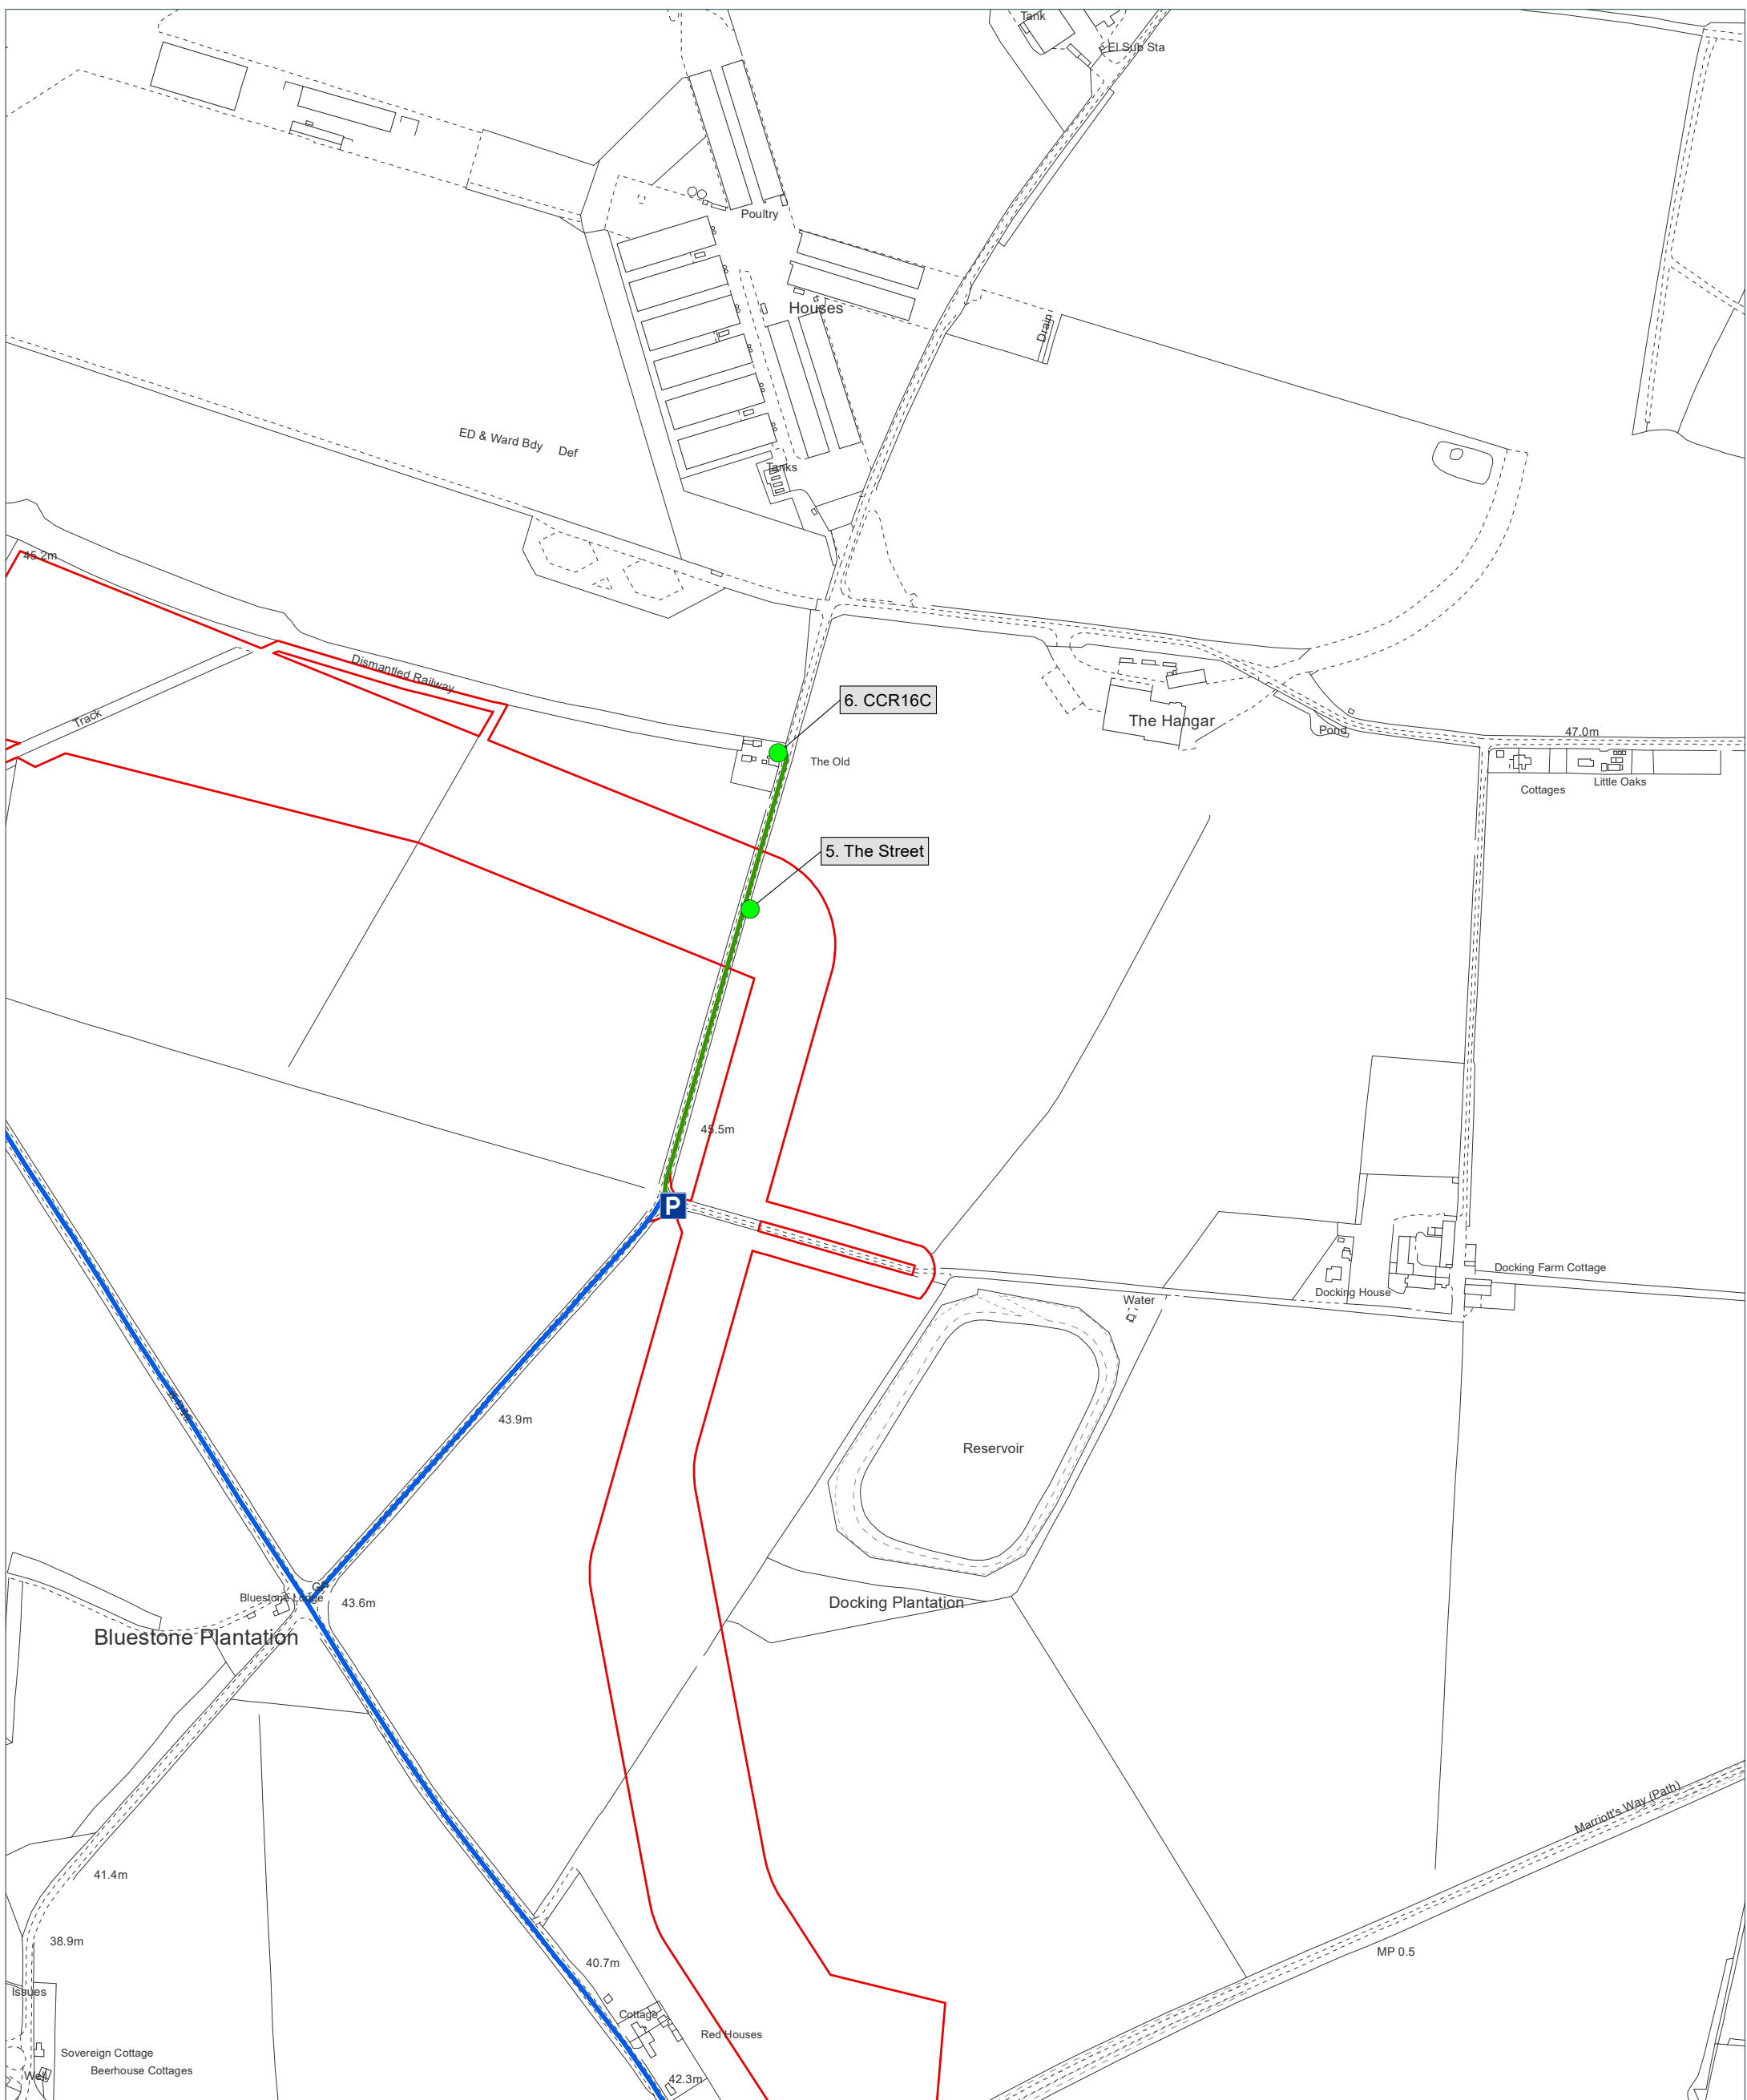 Tank
El Sub Sta
Poultry
Houses
Drain
ED & Ward Bdy
Def
Tanks
45.2m
Dismantled Railway
6. CCR16C
Track
The Hangar
Pond
47.0m
The Old
Little Oaks
Cottages
5. The Street
45.5m
P
Docking Farm Cottage
Docking House
Water
43.9m
Reservoir
Bluestone Lodge
43.6m
Docking Plantation
Bluestone Plantation
Marriott's Way (Path)
41.4m
38.9m
MP 0.5
40.7m
Issues
Cottage
Red Houses
Sovereign Cottage
Beerhouse Cottages
Well
42.3m